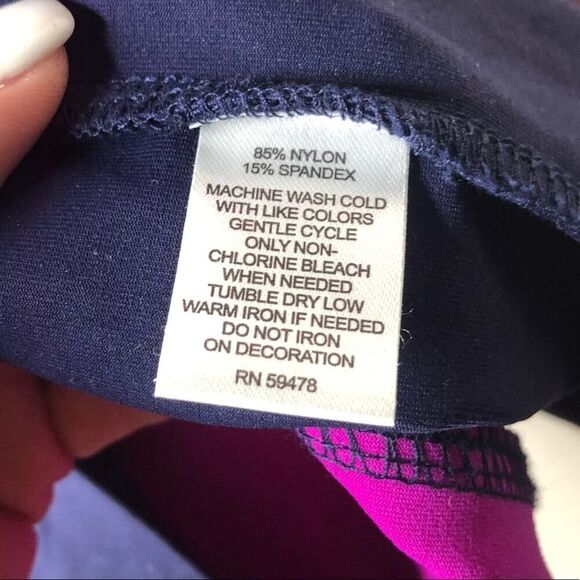 85% NYLON
15% SPANDEX
MACHINE WASH COLD
WITH LIKE COLORS
GENTLE CYCLE
ONLY NON-
CHLORINE BLEACH
WHEN NEEDED
TUMBLE DRY LOW
WARM IRON IF NEEDED
DO NOT IRON
ON DECORATION
RN 59478